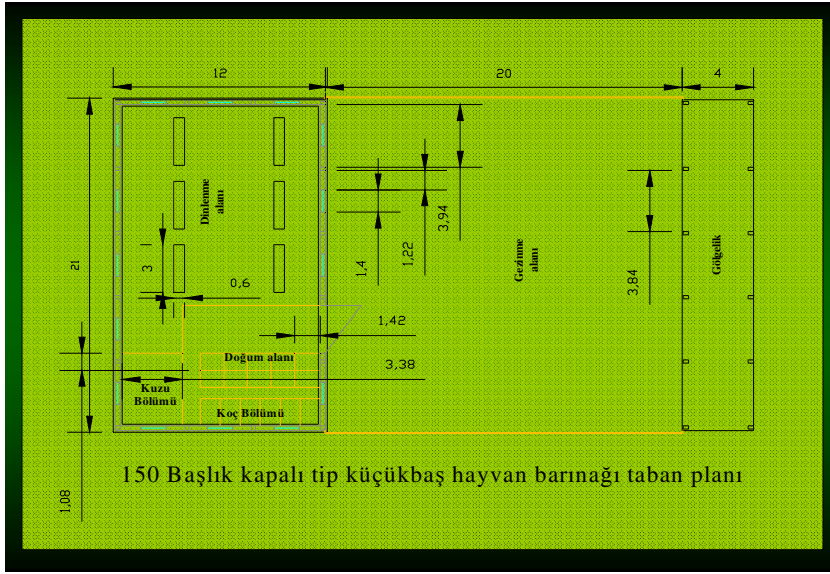 12
20
4
Dinlenme
alanı
21
3
0,6
1,4
1,22
3,94
3,84
Gezinme
alanı
Gölgelik
1,42
Doğum alanı
3,38
Kuzu
Bölümü
Koç Bölümü
150 Başlık kapalı tip küçükbaş hayvan barınağı taban planı
1,08